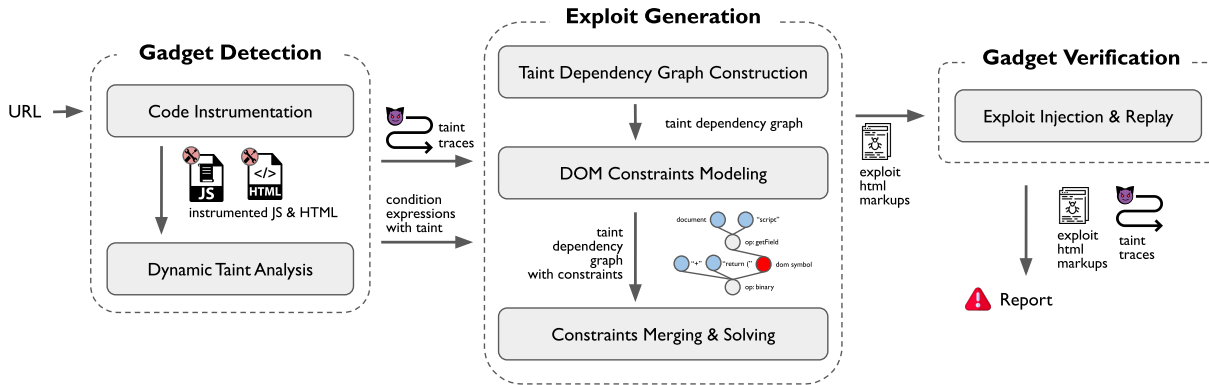 URL
Gadget Detection
Code Instrumentation
JS
</>
HTML
instrumented JS & HTML
Dynamic Taint Analysis
taint
traces
condition
expressions
with taint
Exploit Generation
Taint Dependency Graph Construction
taint dependency graph
DOM Constraints Modeling
taint
dependency
graph
with constraints
document
"script"
op: getField
"+"
"return ("
dom symbol
op: binary
Constraints Merging & Solving
exploit
html
markups
Gadget Verification
Exploit Injection & Replay
exploit
html
markups
taint
traces
Report